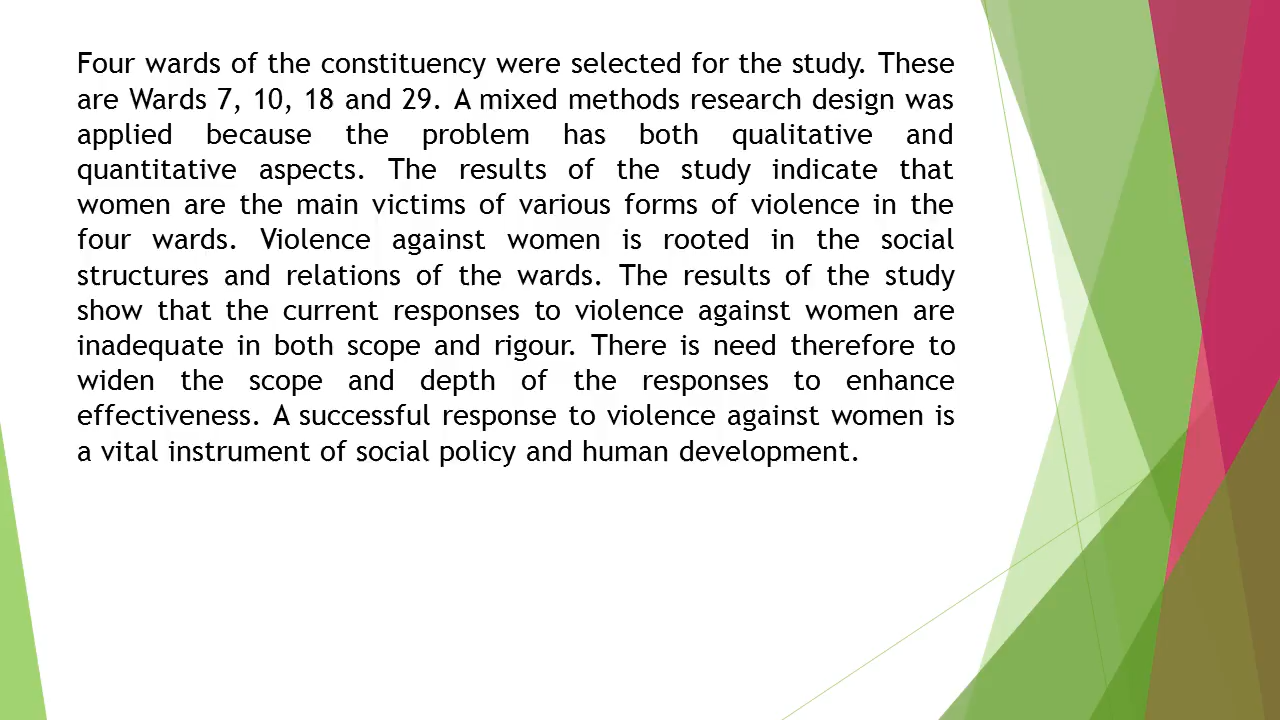 Four wards of the constituency were selected for the study. These
are Wards 7, 10, 18 and 29. A mixed methods research design was
applied because the problem has both qualitative and
quantitative aspects. The results of the study indicate that
women are the main victims of various forms of violence in the
four wards. Violence against women is rooted in the social
structures and relations of the wards. The results of the study
show that the current responses to violence against women are
inadequate in both scope and rigour. There is need therefore to
widen the scope and depth of the responses to enhance
effectiveness. A successful response to violence against women is
a vital instrument of social policy and human development.